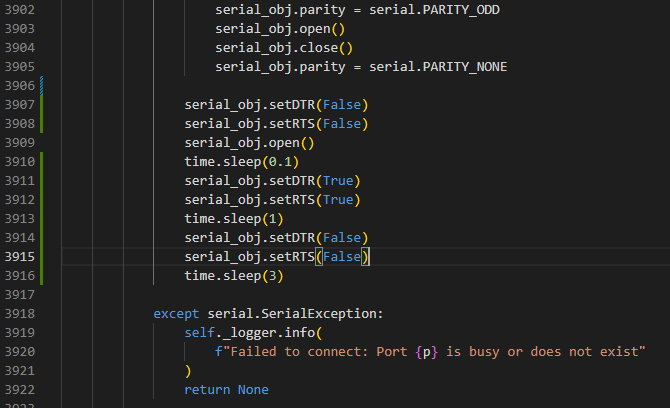 3902 serial_obj.parity = serial.PARITY_ODD
3903 serial_obj.open()
3904 serial_obj.close()
3905 serial_obj.parity = serial.PARITY_NONE
3906
3907 serial_obj.setDTR(False)
3908 serial_obj.setRTS(False)
3909 serial_obj.open()
3910 time.sleep(0.1)
3911 serial_obj.setDTR(True)
3912 serial_obj.setRTS(True)
3913 time.sleep(1)
3914 serial_obj.setDTR(False)
3915 serial_obj.setRTS(False)
3916 time.sleep(3)
3917
3918 except serial.SerialException:
3919 self._logger.info(
3920 f"Failed to connect: Port {p} is busy or does not exist"
3921 )
3922 return None